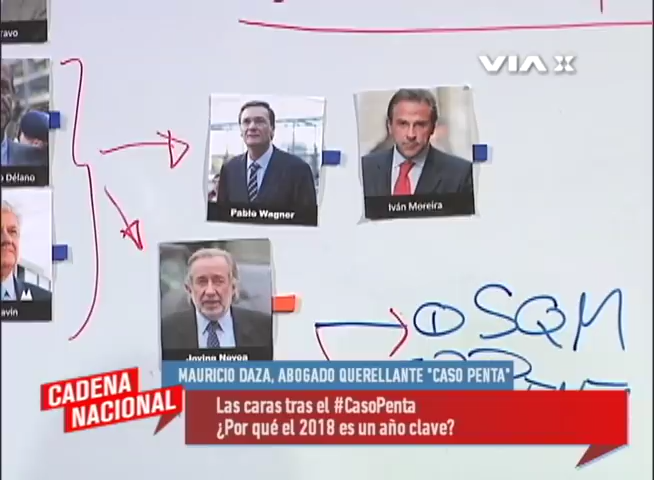 ravo
VIA X
o Délano
avín
Pablo Wagner
Iván Moreira
Jovino Novoa
① SQM
MAURICIO DAZA, ABOGADO QUERELLANTE "CASO PENTA"
CADENA
NACIONAL
Las caras tras el #CasoPenta
¿Por qué el 2018 es un año clave?